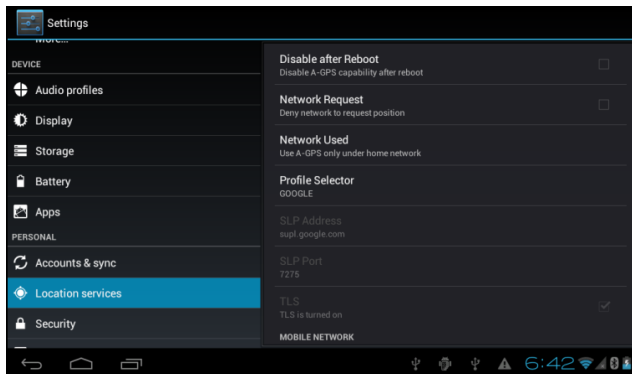 Settings
More...
DEVICE
Audio profiles
Display
Storage
Battery
Apps
PERSONAL
Accounts & sync
Location services
Security
Disable after Reboot
Disable A-GPS capability after reboot
Network Request
Deny network to request position
Network Used
Use A-GPS only under home network
Profile Selector
GOOGLE
SLP Address
supl.google.com
SLP Port
7275
TLS
TLS is turned on
MOBILE NETWORK
6:42